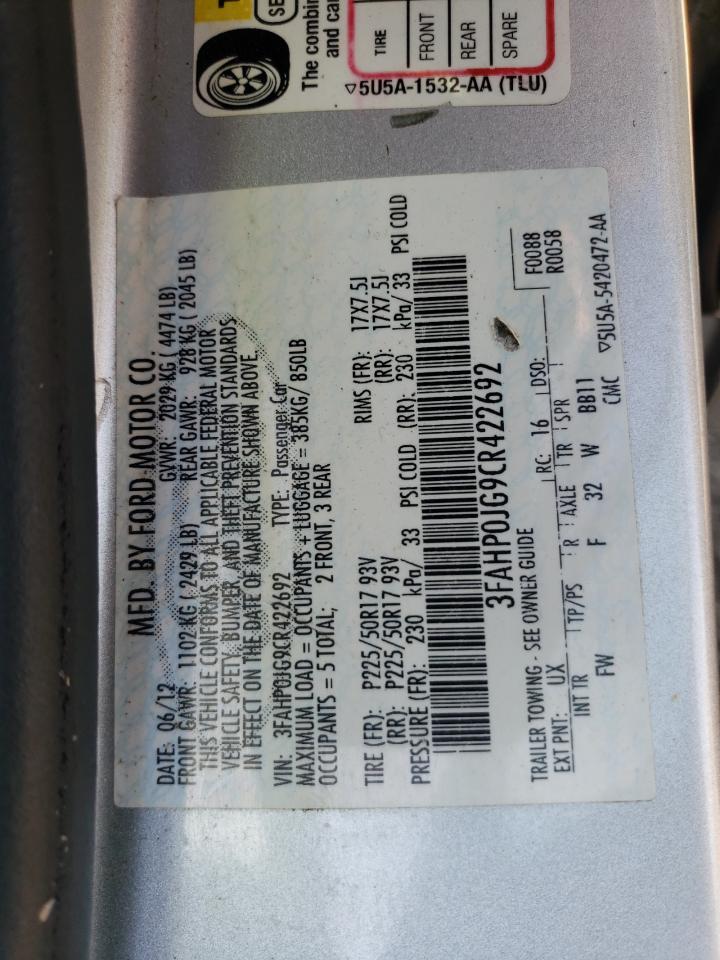 MFD. BY FORD MOTOR CO.
DATE: 06/12 GVWR: 2029 KG ( 4474 LB)
FRONT GAWR: 1102 KG ( 2429 LB) REAR GAWR: 928 KG ( 2045 LB)
THIS VEHICLE CONFORMS TO ALL APPLICABLE FEDERAL MOTOR
VEHICLE SAFETY, BUMPER, AND THEFT PREVENTION STANDARDS
IN EFFECT ON THE DATE OF MANUFACTURE SHOWN ABOVE.
VIN: 3FAHP0JG9CR422692 TYPE: Passenger Car
MAXIMUM LOAD = OCCUPANTS + LUGGAGE = 385KG/ 850LB
OCCUPANTS = 5 TOTAL; 2 FRONT, 3 REAR
TIRE (FR): P225/50R17 93V RIMS (FR): 17X7.5J
(RR): P225/50R17 93V (RR): 17X7.5J
PRESSURE (FR): 230 kPa/ 33 PSI COLD (RR): 230 kPa/ 33 PSI COLD
3FAHP0JG9CR422692
TRAILER TOWING - SEE OWNER GUIDE F0088
EXT PNT: UX RC: 16 DSO: R0058
INT TR TP/PS R AXLE TR SPR
FW F 32 W BB11
CMC ▽5U5A-5420472-AA
SE
The combin
and car
TIRE
FRONT
REAR
SPARE
▽5U5A-1532-AA (TLU)